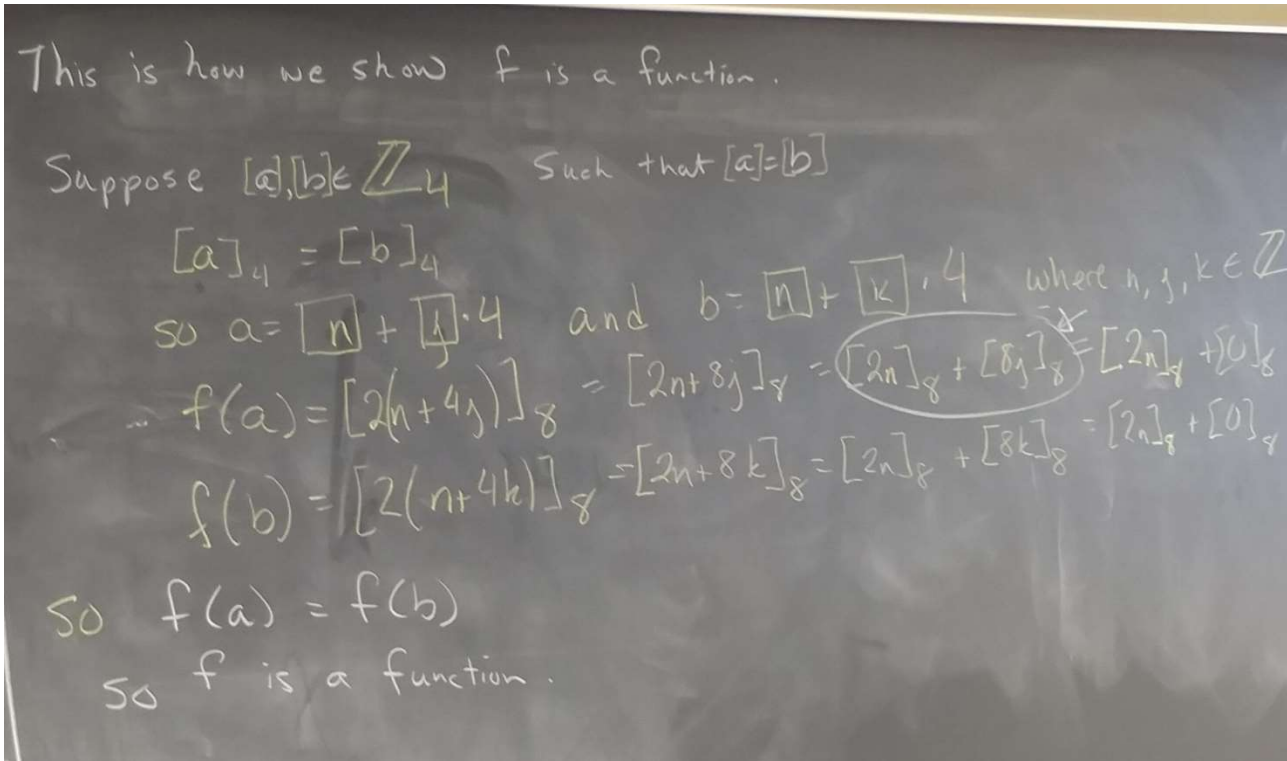 This is how we show f is a function.
Suppose [a],[b]∈ ℤ₄ Such that [a]=[b]
[a]₄ = [b]₄
so a= [n] + [j]·4 and b= [n] + [k]·4 where n, j, k ∈ ℤ
f(a) = [2(n+4j)]₈ = [2n+8j]₈ = [2n]₈ + [8j]₈ = [2n]₈ + [0]₈
f(b) = [2(n+4k)]₈ = [2n+8k]₈ = [2n]₈ + [8k]₈ = [2n]₈ + [0]₈
so f(a) = f(b)
so f is a function.